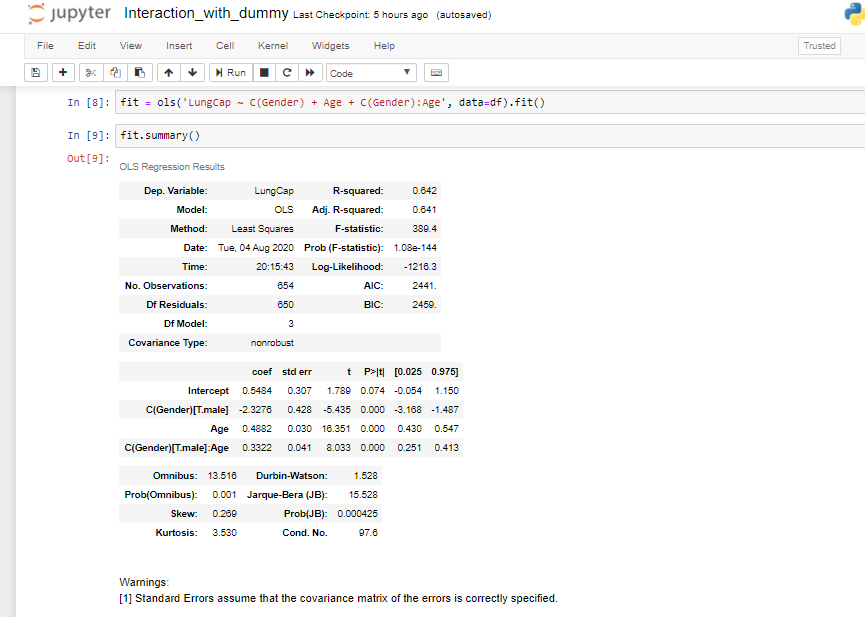 jupyter Interaction_with_dummy Last Checkpoint: 5 hours ago (autosaved)
File Edit View Insert Cell Kernel Widgets Help Trusted
Run Code
In [8]: fit = ols('LungCap ~ C(Gender) + Age + C(Gender):Age', data=df).fit()
In [9]: fit.summary()
Out[9]:
OLS Regression Results
Dep. Variable: LungCap R-squared: 0.642
Model: OLS Adj. R-squared: 0.641
Method: Least Squares F-statistic: 389.4
Date: Tue, 04 Aug 2020 Prob (F-statistic): 1.08e-144
Time: 20:15:43 Log-Likelihood: -1216.3
No. Observations: 654 AIC: 2441.
Df Residuals: 650 BIC: 2459.
Df Model: 3
Covariance Type: nonrobust
coef std err t P>|t| [0.025 0.975]
Intercept 0.5484 0.307 1.789 0.074 -0.054 1.150
C(Gender)[T.male] -2.3276 0.428 -5.435 0.000 -3.168 -1.487
Age 0.4882 0.030 16.351 0.000 0.430 0.547
C(Gender)[T.male]:Age 0.3322 0.041 8.033 0.000 0.251 0.413
Omnibus: 13.516 Durbin-Watson: 1.528
Prob(Omnibus): 0.001 Jarque-Bera (JB): 15.528
Skew: 0.269 Prob(JB): 0.000425
Kurtosis: 3.530 Cond. No. 97.6
Warnings:
[1] Standard Errors assume that the covariance matrix of the errors is correctly specified.